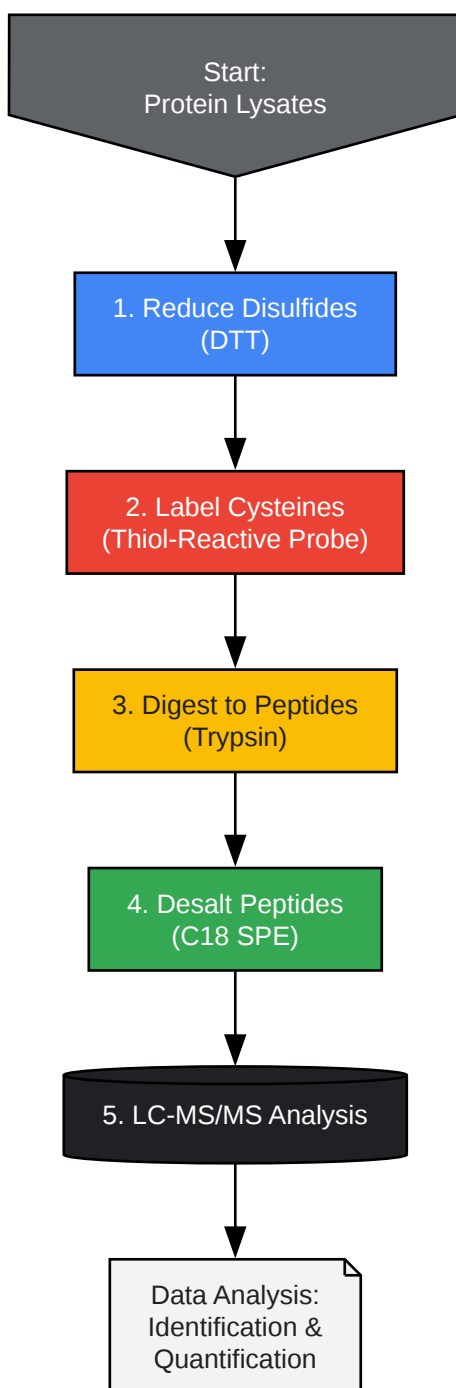 Start:
Protein Lysates
1. Reduce Disulfides
(DTT)
2. Label Cysteines
(Thiol-Reactive Probe)
3. Digest to Peptides
(Trypsin)
4. Desalt Peptides
(C18 SPE)
5. LC-MS/MS Analysis
Data Analysis:
Identification &
Quantification